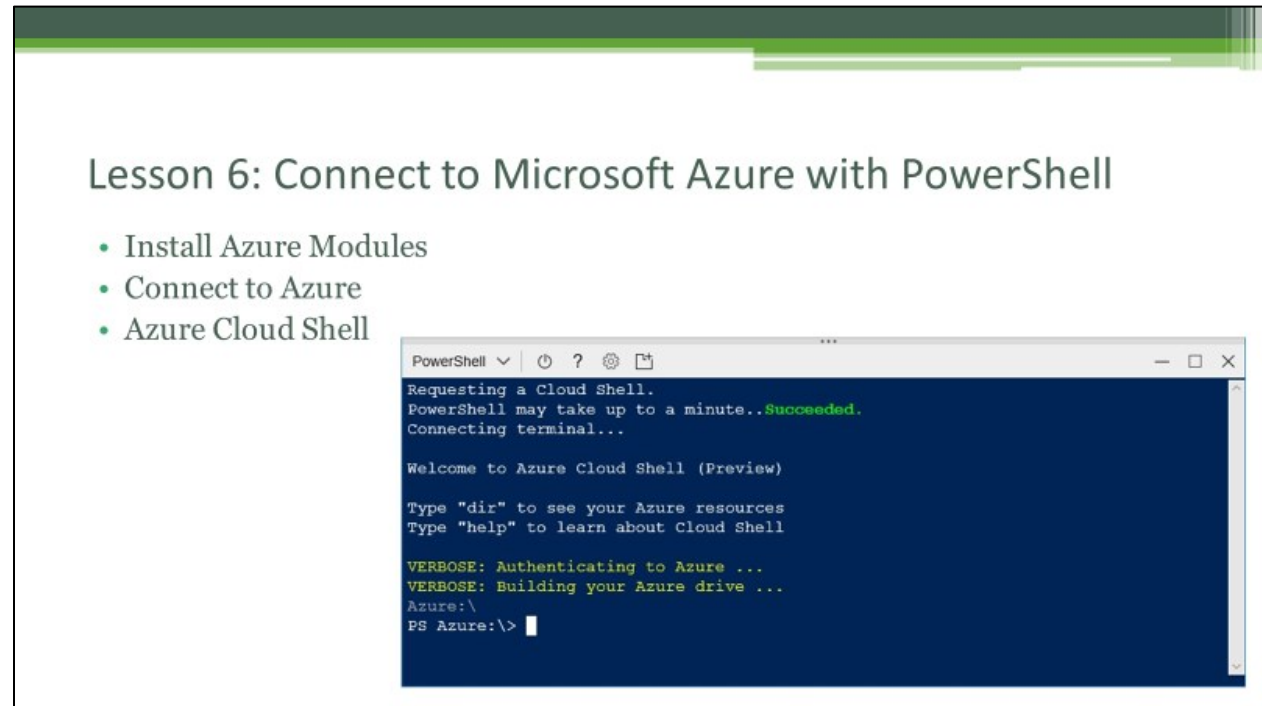 Lesson 6: Connect to Microsoft Azure with PowerShell
• Install Azure Modules
• Connect to Azure
• Azure Cloud Shell
PowerShell
Requesting a Cloud Shell.
PowerShell may take up to a minute..Succeeded.
Connecting terminal...
Welcome to Azure Cloud Shell (Preview)
Type "dir" to see your Azure resources
Type "help" to learn about Cloud Shell
VERBOSE: Authenticating to Azure ...
VERBOSE: Building your Azure drive ...
Azure:\
PS Azure:\>